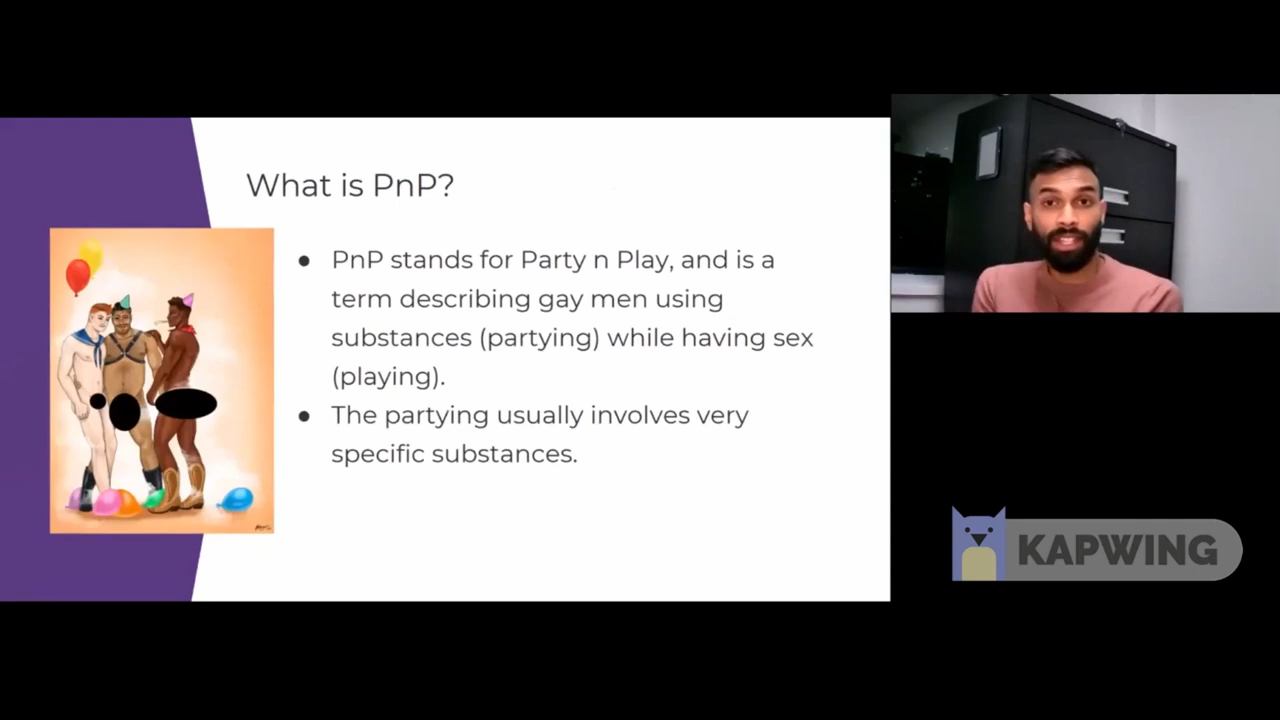 What is PnP?
● PnP stands for Party n Play, and is a
term describing gay men using
substances (partying) while having sex
(playing).
● The partying usually involves very
specific substances.
KAPWING